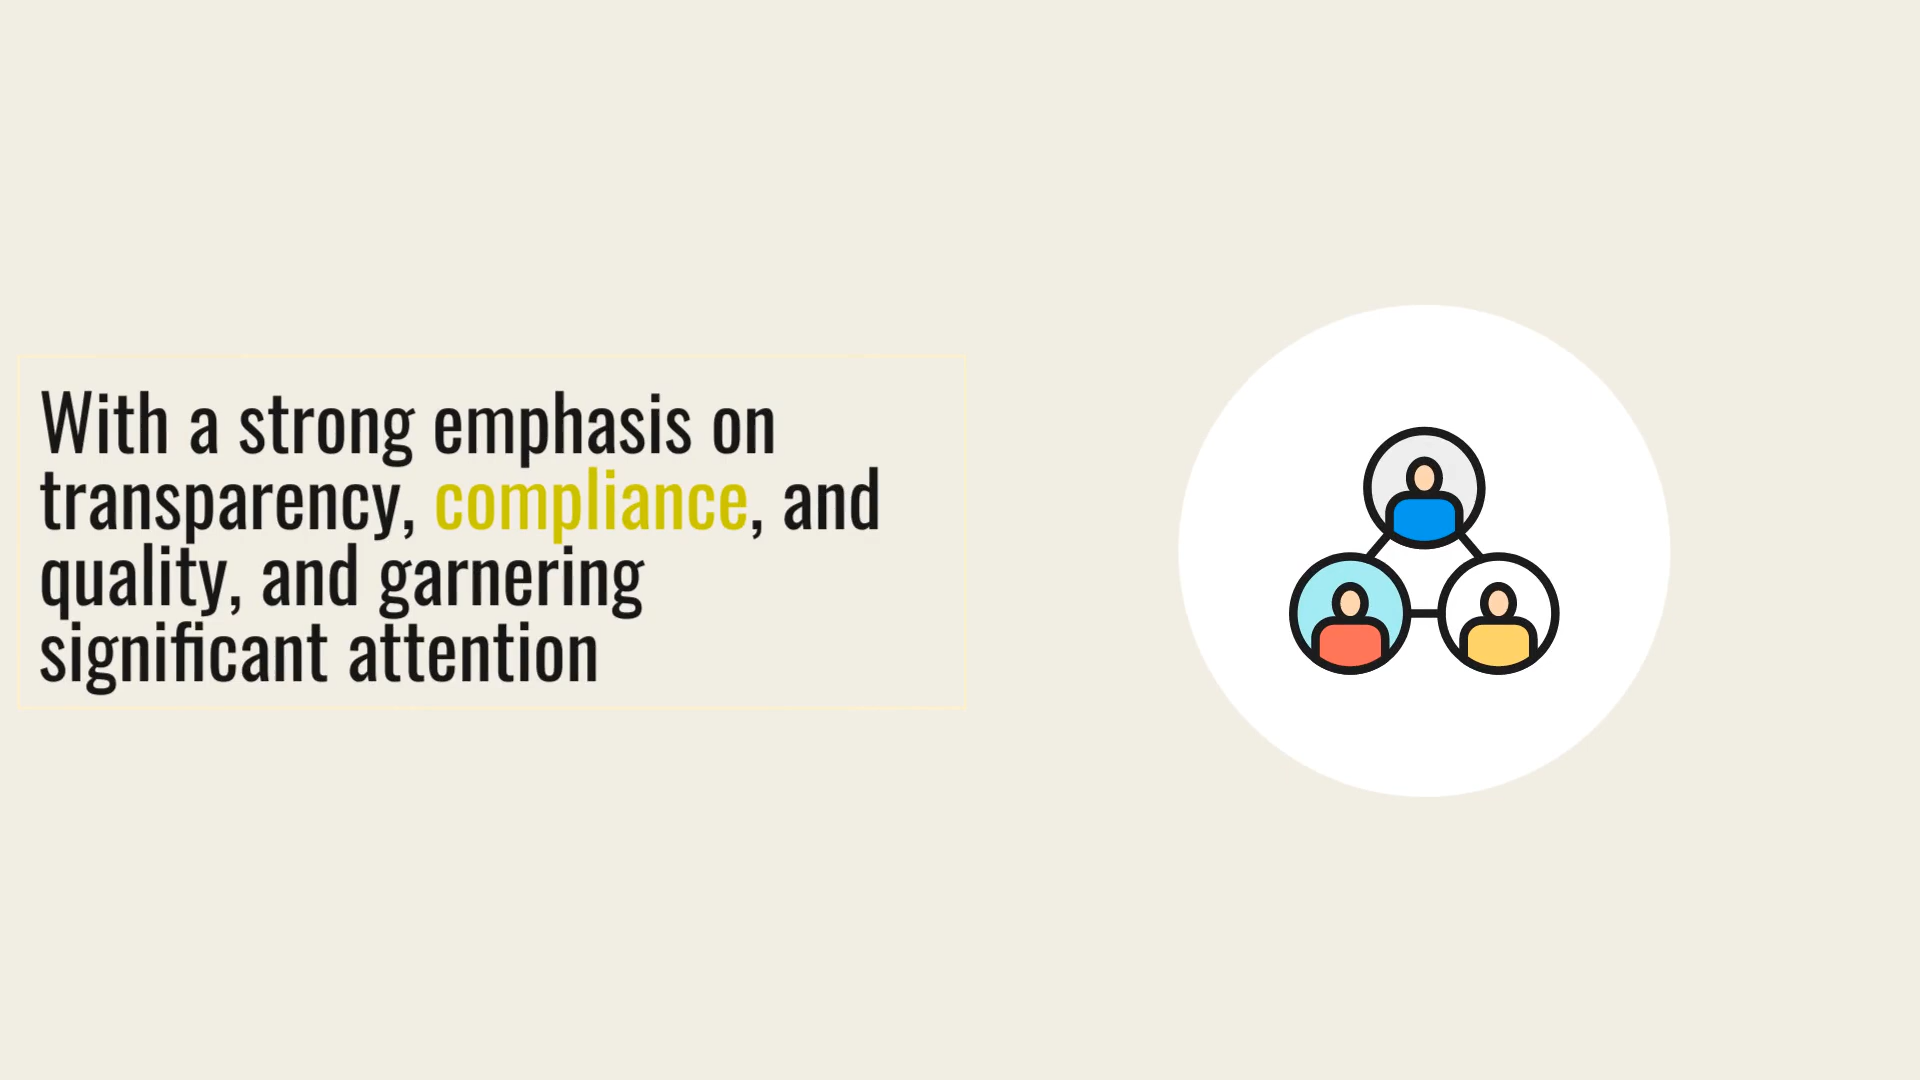 With a strong emphasis on
transparency, compliance, and
quality, and garnering
significant attention